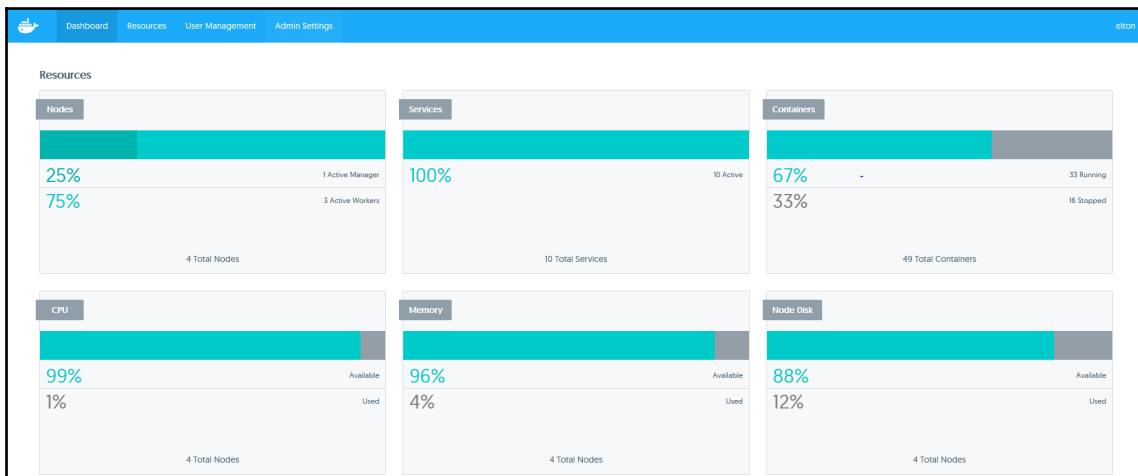 Dashboard Resources User Management Admin Settings elton
Resources
Nodes
25% 1 Active Manager
75% 3 Active Workers
4 Total Nodes
Services
100% 10 Active
10 Total Services
Containers
67% - 33 Running
33% 16 Stopped
49 Total Containers
CPU
99% Available
1% Used
4 Total Nodes
Memory
96% Available
4% Used
4 Total Nodes
Node Disk
88% Available
12% Used
4 Total Nodes